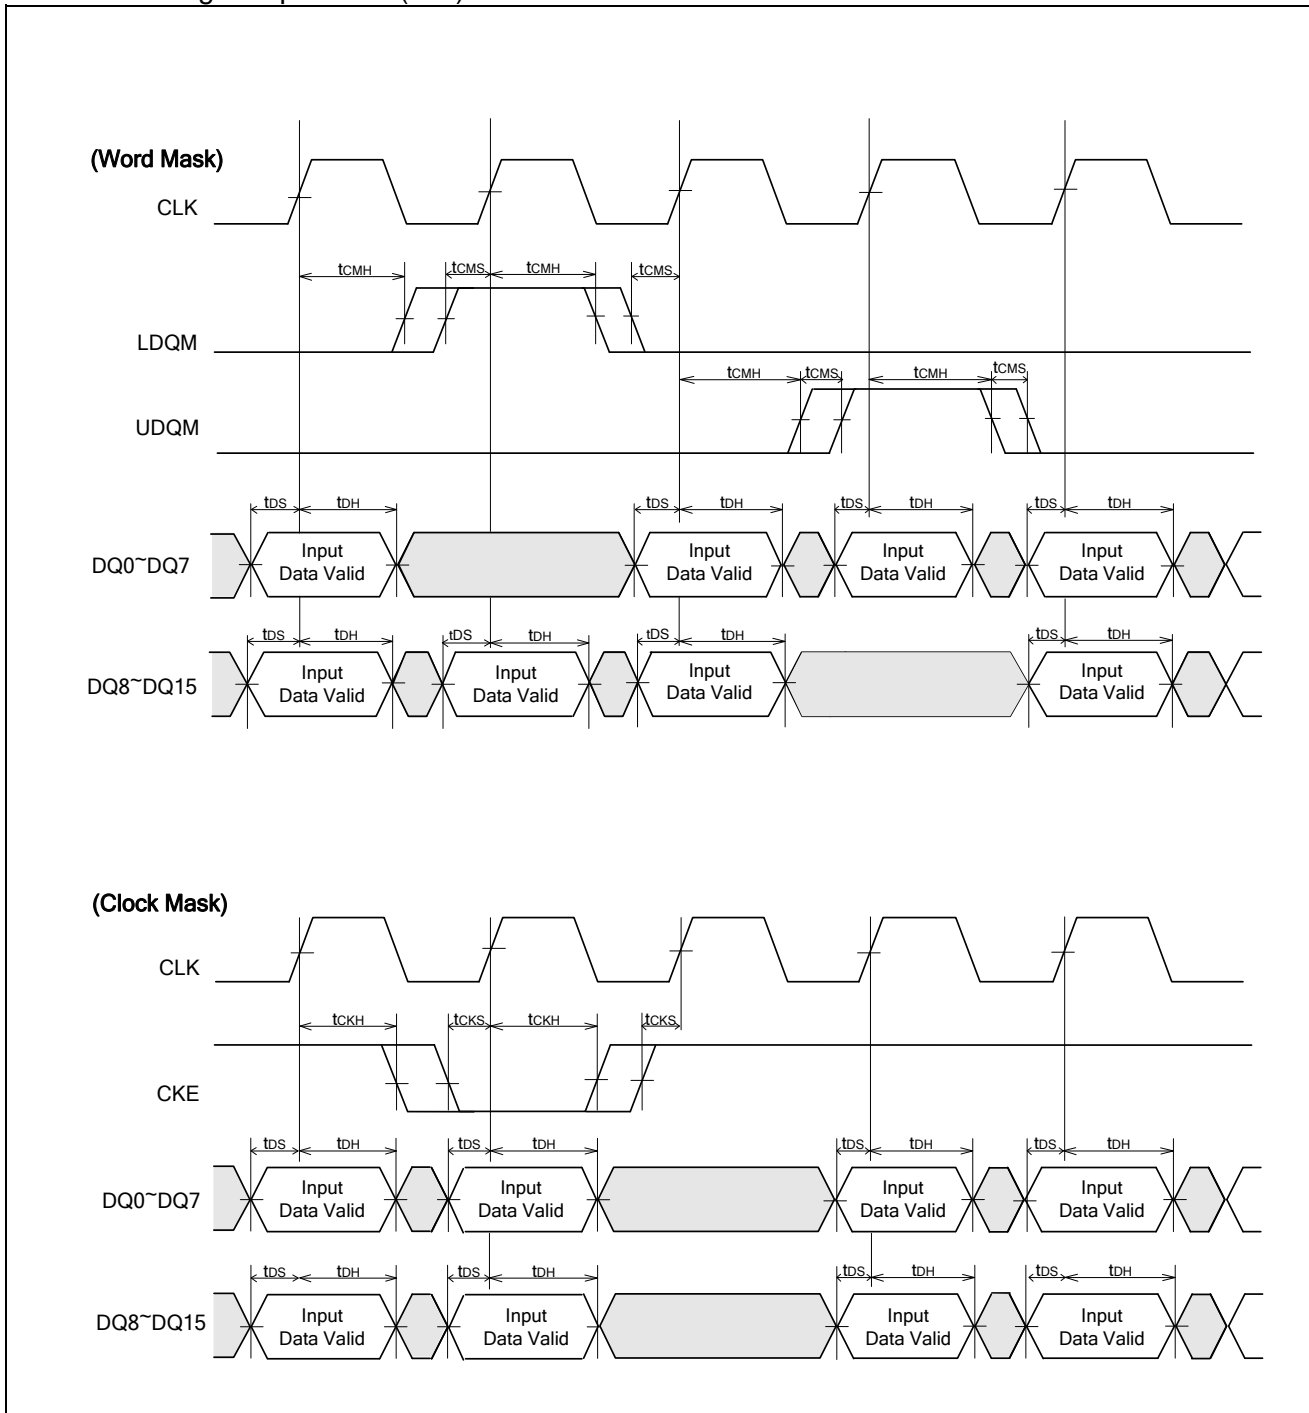 (Word Mask)
CLK
tCMH tCMS tCMH tCMS
LDQM
tCMH tCMS tCMH tCMS
UDQM
tDS tDH tDS tDH tDS tDH tDS tDH
DQ0~DQ7
Input Data Valid
Input Data Valid
Input Data Valid
Input Data Valid
tDS tDH tDS tDH tDS tDH tDS tDH
DQ8~DQ15
Input Data Valid
Input Data Valid
Input Data Valid
Input Data Valid
(Clock Mask)
CLK
tCKH tCKS tCKH tCKS
CKE
tDS tDH tDS tDH tDS tDH tDS tDH
DQ0~DQ7
Input Data Valid
Input Data Valid
Input Data Valid
Input Data Valid
tDS tDH tDS tDH tDS tDH tDS tDH
DQ8~DQ15
Input Data Valid
Input Data Valid
Input Data Valid
Input Data Valid